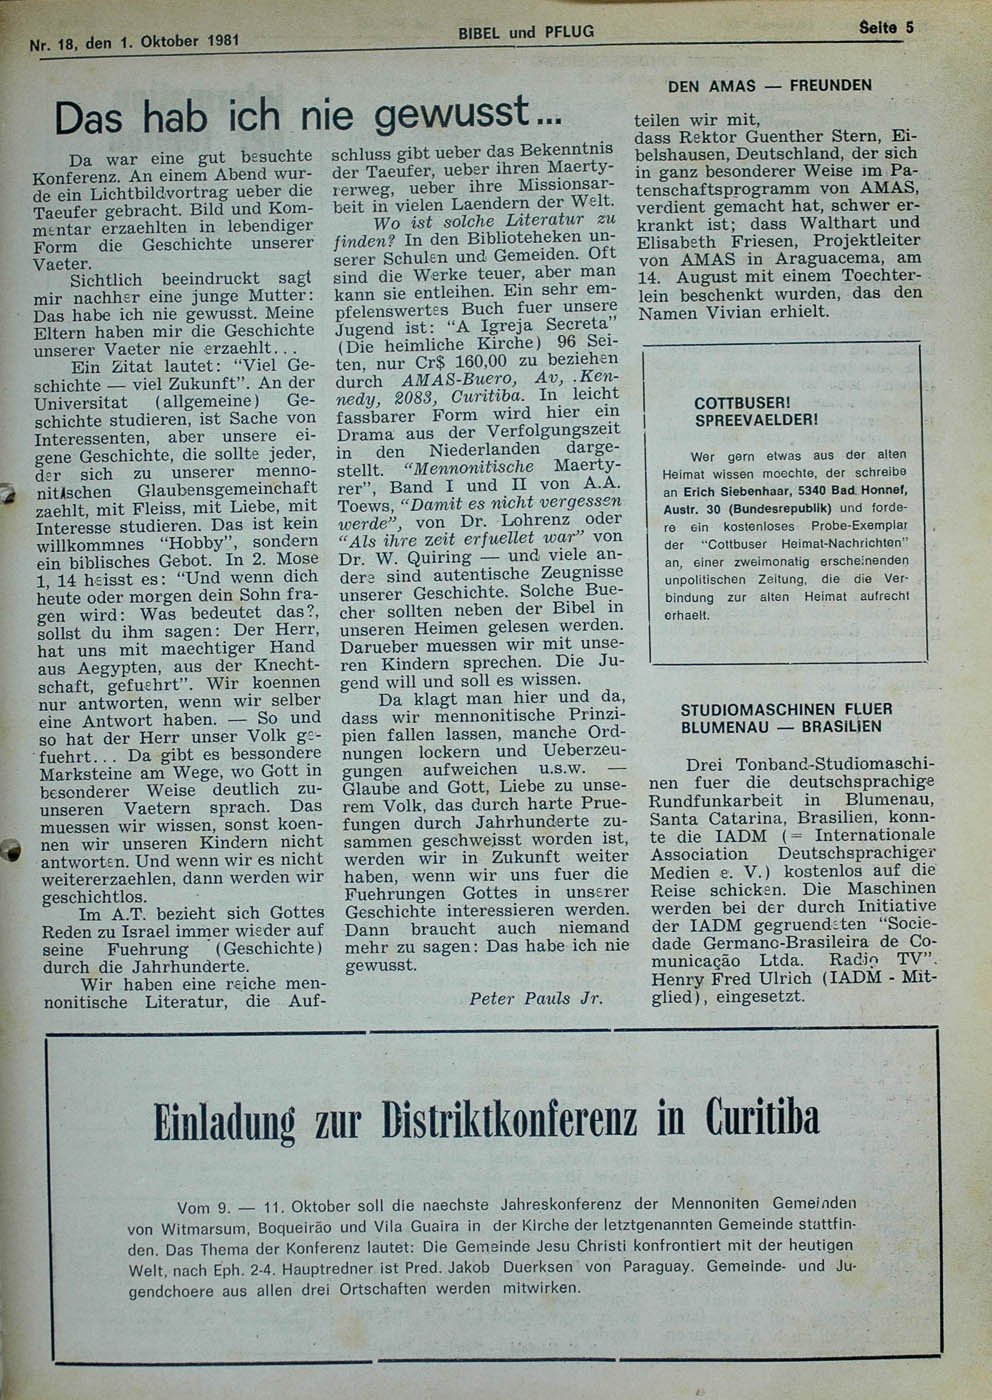 Nr. 18, den 1. Oktober 1981
BIBEL und PFLUG
Seite 5
Das hab ich nie gewusst...
Da war eine gut besuchte
Konferenz. An einem Abend wur-
de ein Lichtbildvortrag ueber die
Taeufer gebracht. Bild und Kom-
mentar erzaehlten in lebendiger
Form die Geschichte unserer
Vaeter.
Sichtlich beeindruckt sagt
mir nachher eine junge Mutter:
Das habe ich nie gewusst. Meine
Eltern haben mir die Geschichte
unserer Vaeter nie erzaehlt...
Ein Zitat lautet: "Viel Ge-
schichte — viel Zukunft". An der
Universitat (allgemeine) Ge-
schichte studieren, ist Sache von
Interessenten, aber unsere ei-
gene Geschichte, die sollte jeder,
der sich zu unserer menno-
nitischen Glaubensgemeinchaft
zaehlt, mit Fleiss, mit Liebe, mit
Interesse studieren. Das ist kein
willkommnes "Hobby", sondern
ein biblisches Gebot. In 2. Mose
1, 14 heisst es: "Und wenn dich
heute oder morgen dein Sohn fra-
gen wird: Was bedeutet das?,
sollst du ihm sagen: Der Herr,
hat uns mit maechtiger Hand
aus Aegypten, aus der Knecht-
schaft, gefuehrt". Wir koennen
nur antworten, wenn wir selber
eine Antwort haben. — So und
so hat der Herr unser Volk ge-
fuehrt... Da gibt es bessondere
Marksteine am Wege, wo Gott in
besonderer Weise deutlich zu-
unseren Vaetern sprach. Das
muessen wir wissen, sonst koen-
nen wir unseren Kindern nicht
antworten. Und wenn wir es nicht
weitererzaehlen, dann werden wir
geschichtlos.
Im A.T. bezieht sich Gottes
Reden zu Israel immer wieder auf
seine Fuehrung (Geschichte)
durch die Jahrhunderte.
Wir haben eine reiche men-
nonitische Literatur, die Auf-
schluss gibt ueber das Bekenntnis
der Taeufer, ueber ihren Maerty-
rerweg, ueber ihre Missionsar-
beit in vielen Laendern der Welt.
Wo ist solche Literatur zu
finden? In den Biblioteheken un-
serer Schulen und Gemeiden. Oft
sind die Werke teuer, aber man
kann sie entleihen. Ein sehr em-
pfelenswertes Buch fuer unsere
Jugend ist: "A Igreja Secreta"
(Die heimliche Kirche) 96 Sei-
ten, nur Cr$ 160,00 zu beziehen
durch AMAS-Buero, Av, .Ken-
nedy, 2083, Curitiba. In leicht
fassbarer Form wird hier ein
Drama aus der Verfolgungszeit
in den Niederlanden darge-
stellt. "Mennonitische Maerty-
rer", Band I und II von A.A.
Toews, "Damit es nicht vergessen
werde", von Dr. Lohrenz oder
"Als ihre zeit erfuellet war" von
Dr. W. Quiring — und viele an-
dere sind autentische Zeugnisse
unserer Geschichte. Solche Bue-
cher sollten neben der Bibel in
unseren Heimen gelesen werden.
Darueber muessen wir mit unse-
ren Kindern sprechen. Die Ju-
gend will und soll es wissen.
Da klagt man hier und da,
dass wir mennonitische Prinzi-
pien fallen lassen, manche Ord-
nungen lockern und Ueberzeu-
gungen aufweichen u.s.w. —
Glaube and Gott, Liebe zu unse-
rem Volk, das durch harte Prue-
fungen durch Jahrhunderte zu-
sammen geschweisst worden ist,
werden wir in Zukunft weiter
haben, wenn wir uns fuer die
Fuehrungen Gottes in unserer
Geschichte interessieren werden.
Dann braucht auch niemand
mehr zu sagen: Das habe ich nie
gewusst.
Peter Pauls Jr.
DEN AMAS — FREUNDEN
teilen wir mit,
dass Rektor Guenther Stern, Ei-
belshausen, Deutschland, der sich
in ganz besonderer Weise im Pa-
tenschaftsprogramm von AMAS,
verdient gemacht hat, schwer er-
krankt ist; dass Walthart und
Elisabeth Friesen, Projektleiter
von AMAS in Araguacema, am
14. August mit einem Toechter-
lein beschenkt wurden, das den
Namen Vivian erhielt.
COTTBUSER!
SPREEVAELDER!
Wer gern etwas aus der alten
Heimat wissen moechte, der schreibe
an Erich Siebenhaar, 5340 Bad Honnef,
Austr. 30 (Bundesrepublik) und forde-
re ein kostenloses Probe-Exemplar
der "Cottbuser Heimat-Nachrichten"
an, einer zweimonatig erscheinenden
unpolitischen Zeitung, die die Ver-
bindung zur alten Heimat aufrecht
erhaelt.
STUDIOMASCHINEN FLUER
BLUMENAU — BRASILIEN
Drei Tonband-Studiomaschi-
nen fuer die deutschsprachige
Rundfunkarbeit in Blumenau,
Santa Catarina, Brasilien, konn-
te die IADM (= Internationale
Association Deutschsprachiger
Medien e. V.) kostenlos auf die
Reise schicken. Die Maschinen
werden bei der durch Initiative
der IADM gegruendeten "Socie-
dade Germano-Brasileira de Co-
municação Ltda. Radio TV".
Henry Fred Ulrich (IADM - Mit-
glied), eingesetzt.
Einladung zur Distriktkonferenz in Curitiba
Vom 9. — 11. Oktober soll die naechste Jahreskonferenz der Mennoniten Gemeinden
von Witmarsum, Boqueirão und Vila Guaira in der Kirche der letztgenannten Gemeinde stattfin-
den. Das Thema der Konferenz lautet: Die Gemeinde Jesu Christi konfrontiert mit der heutigen
Welt, nach Eph. 2-4. Hauptredner ist Pred. Jakob Duerksen von Paraguay. Gemeinde- und Ju-
gendchoere aus allen drei Ortschaften werden mitwirken.